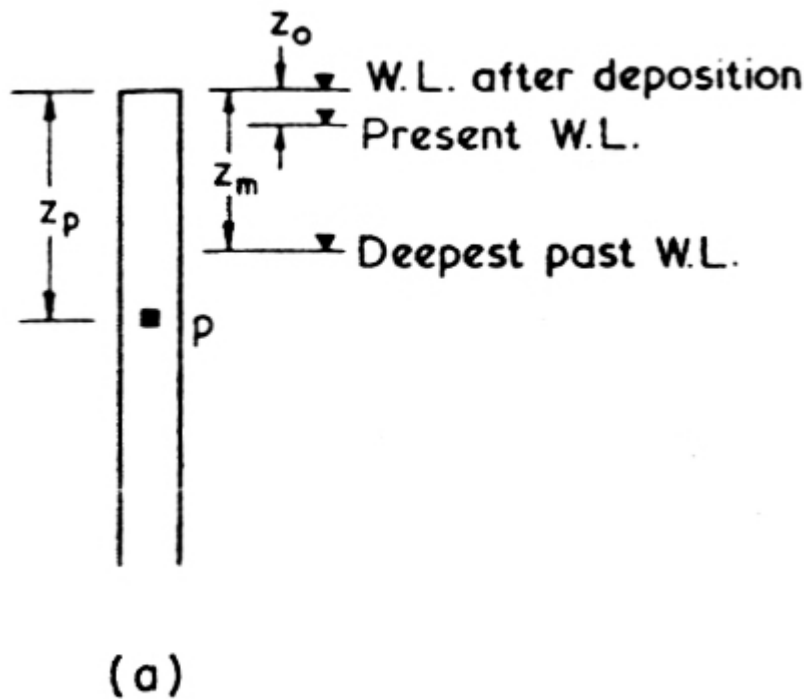 z₀
W.L. after deposition
Present W.L.
zₘ
zₚ
Deepest past W.L.
p
(a)